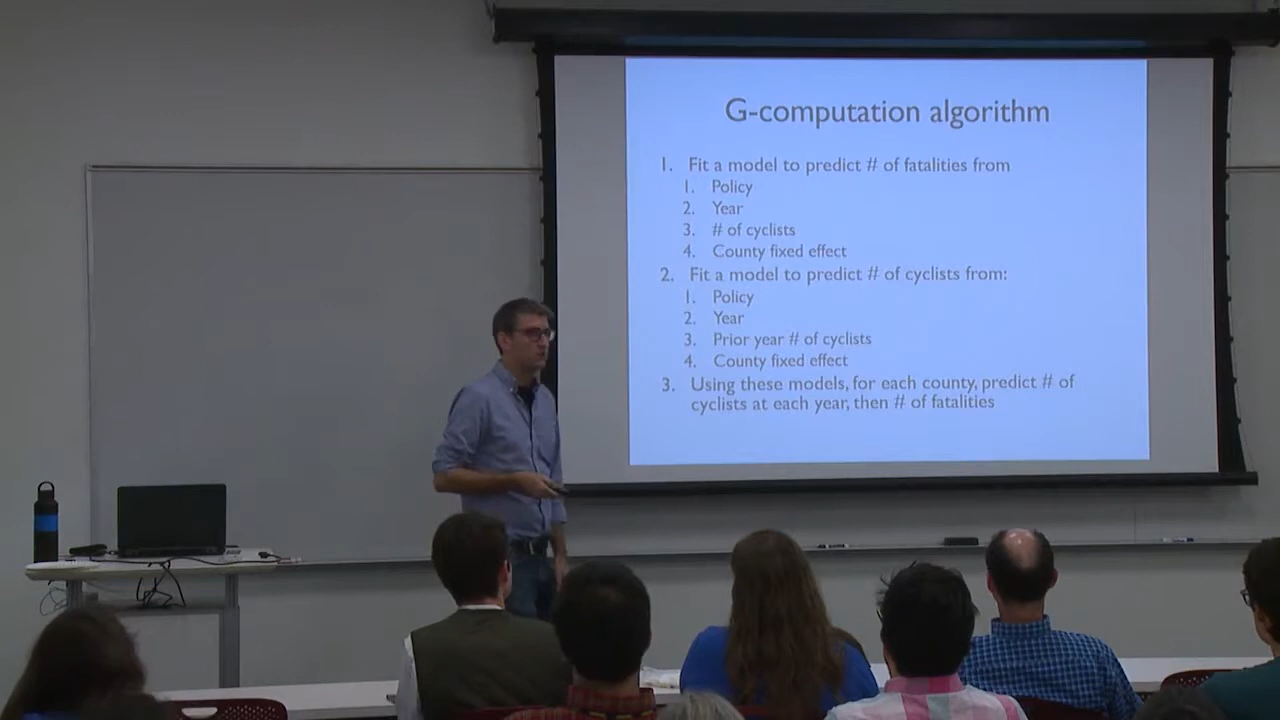 G-computation algorithm
1. Fit a model to predict # of fatalities from
1. Policy
2. Year
3. # of cyclists
4. County fixed effect
2. Fit a model to predict # of cyclists from:
1. Policy
2. Year
3. Prior year # of cyclists
4. County fixed effect
3. Using these models, for each county, predict # of
cyclists at each year, then # of fatalities